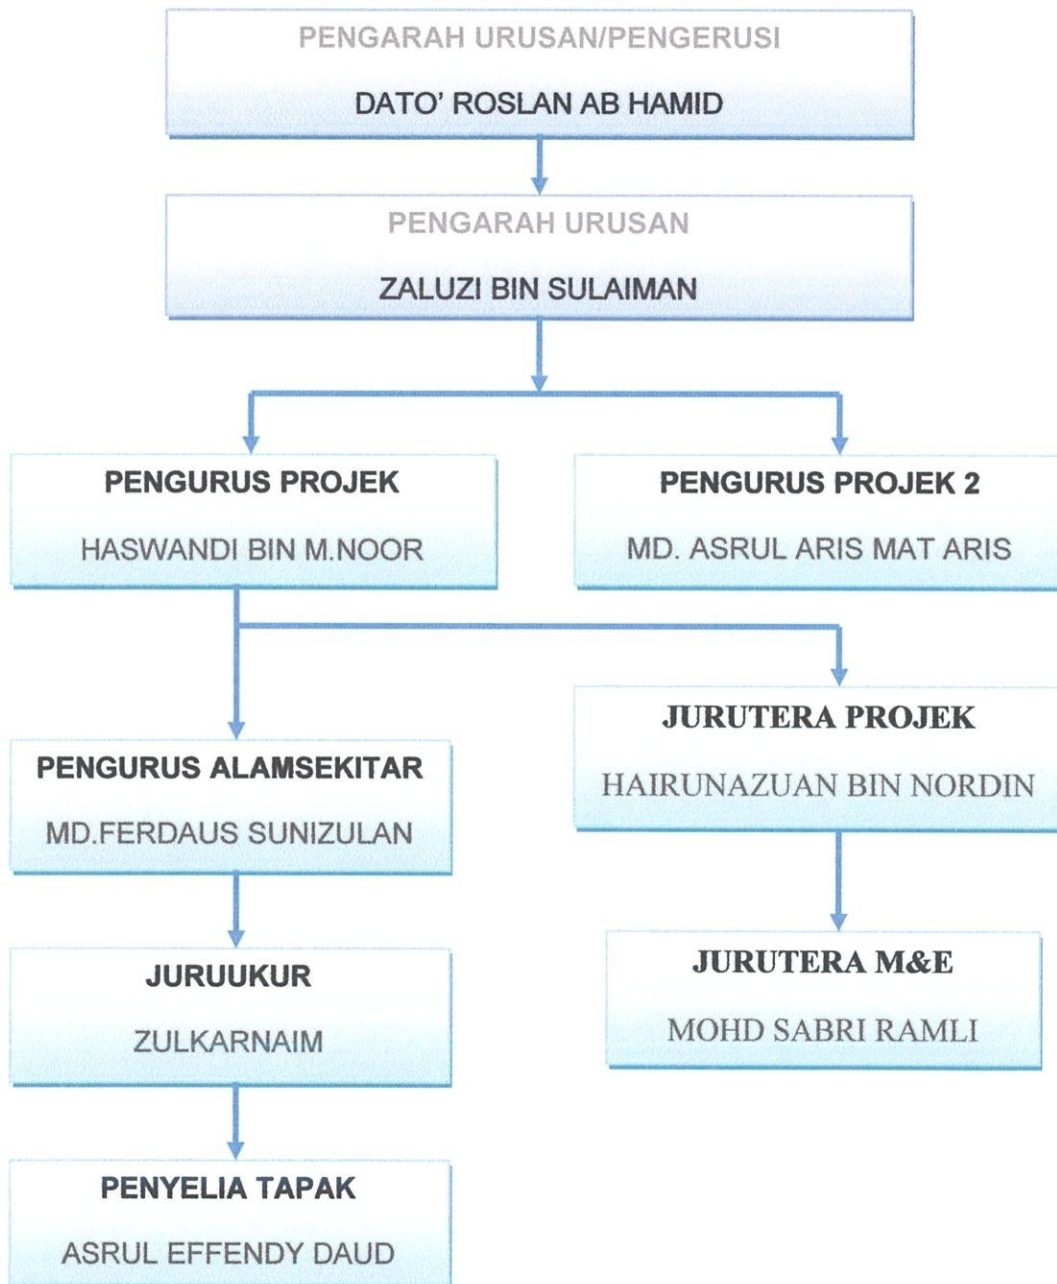 PENGARAH URUSAN/PENGERUSI
DATO' ROSLAN AB HAMID
PENGARAH URUSAN
ZALUZI BIN SULAIMAN
PENGURUS PROJEK
HASWANDI BIN M.NOOR
PENGURUS PROJEK 2
MD. ASRUL ARIS MAT ARIS
JURUTERA PROJEK
HAIRUNAZUAN BIN NORDIN
PENGURUS ALAMSEKITAR
MD.FERDAUS SUNIZULAN
JURUTERA M&E
MOHD SABRI RAMLI
JURUUKUR
ZULKARNAIM
PENYELIA TAPAK
ASRUL EFFENDY DAUD